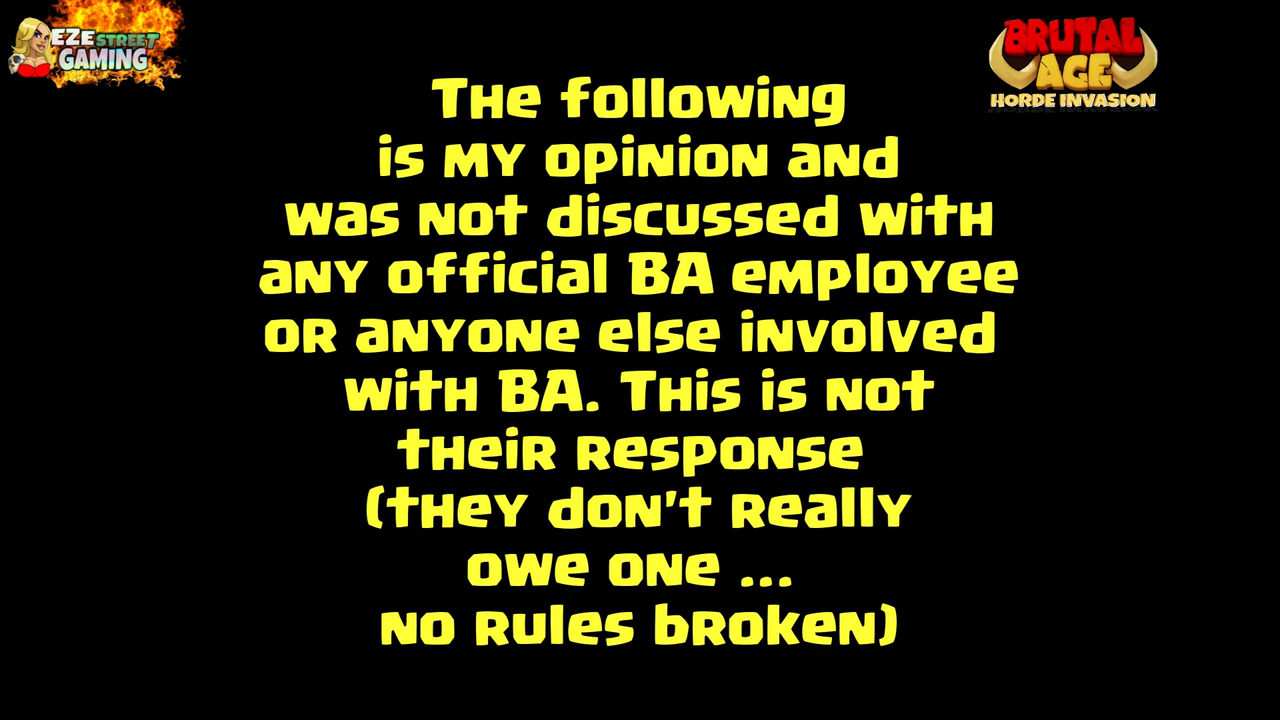 EZE STREET
GAMING
BRUTAL
AGE
HORDE INVASION
The following
is my opinion and
was not discussed with
any official BA employee
or anyone else involved
with BA. This is not
their response
(they don't really
owe one ...
no rules broken)